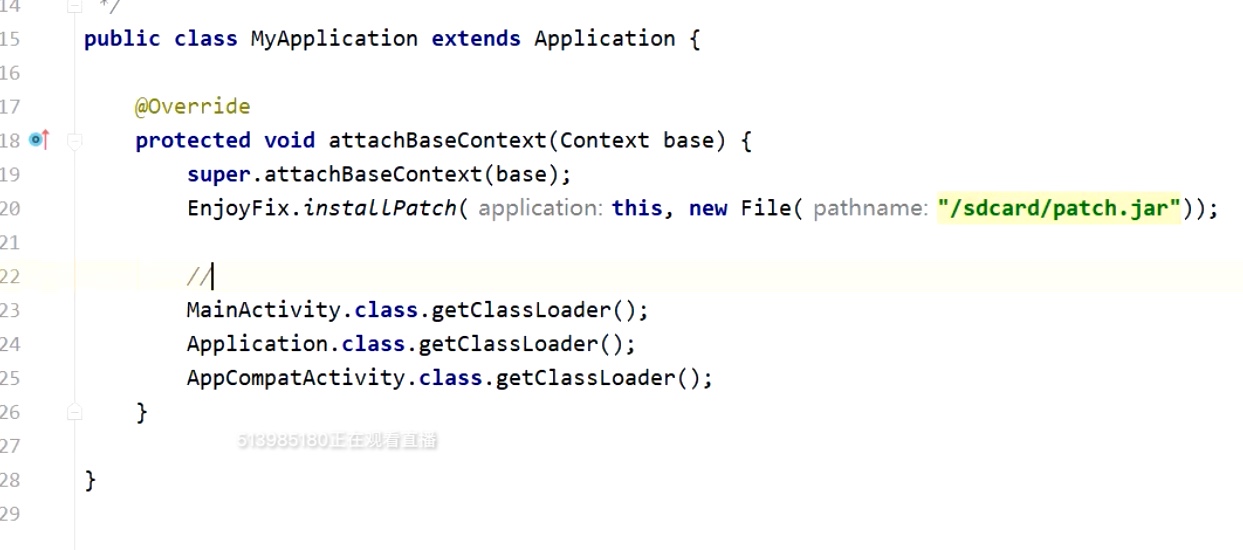 14 */
15 public class MyApplication extends Application {
16
17 @Override
18 protected void attachBaseContext(Context base) {
19 super.attachBaseContext(base);
20 EnjoyFix.installPatch( application: this, new File( pathname: "/sdcard/patch.jar"));
21
22 //
23 MainActivity.class.getClassLoader();
24 Application.class.getClassLoader();
25 AppCompatActivity.class.getClassLoader();
26 }
27
513985180正在观看直播
28 }
29